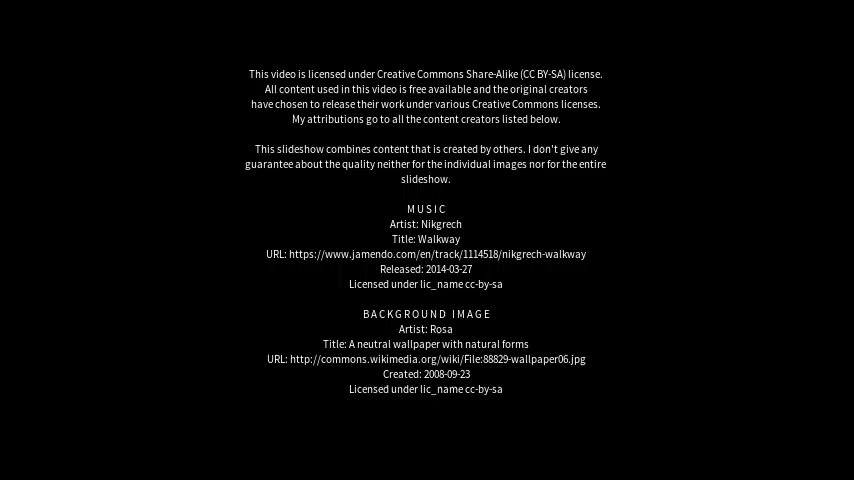 This video is licensed under Creative Commons Share-Alike (CC BY-SA) license.
All content used in this video is free available and the original creators
have chosen to release their work under various Creative Commons licenses.
My attributions go to all the content creators listed below.
This slideshow combines content that is created by others. I don't give any
guarantee about the quality neither for the individual images nor for the entire
slideshow.
MUSIC
Artist: Nikgrech
Title: Walkway
URL: https://www.jamendo.com/en/track/1114518/nikgrech-walkway
Released: 2014-03-27
Licensed under lic_name cc-by-sa
BACKGROUND IMAGE
Artist: Rosa
Title: A neutral wallpaper with natural forms
URL: http://commons.wikimedia.org/wiki/File:88829-wallpaper06.jpg
Created: 2008-09-23
Licensed under lic_name cc-by-sa